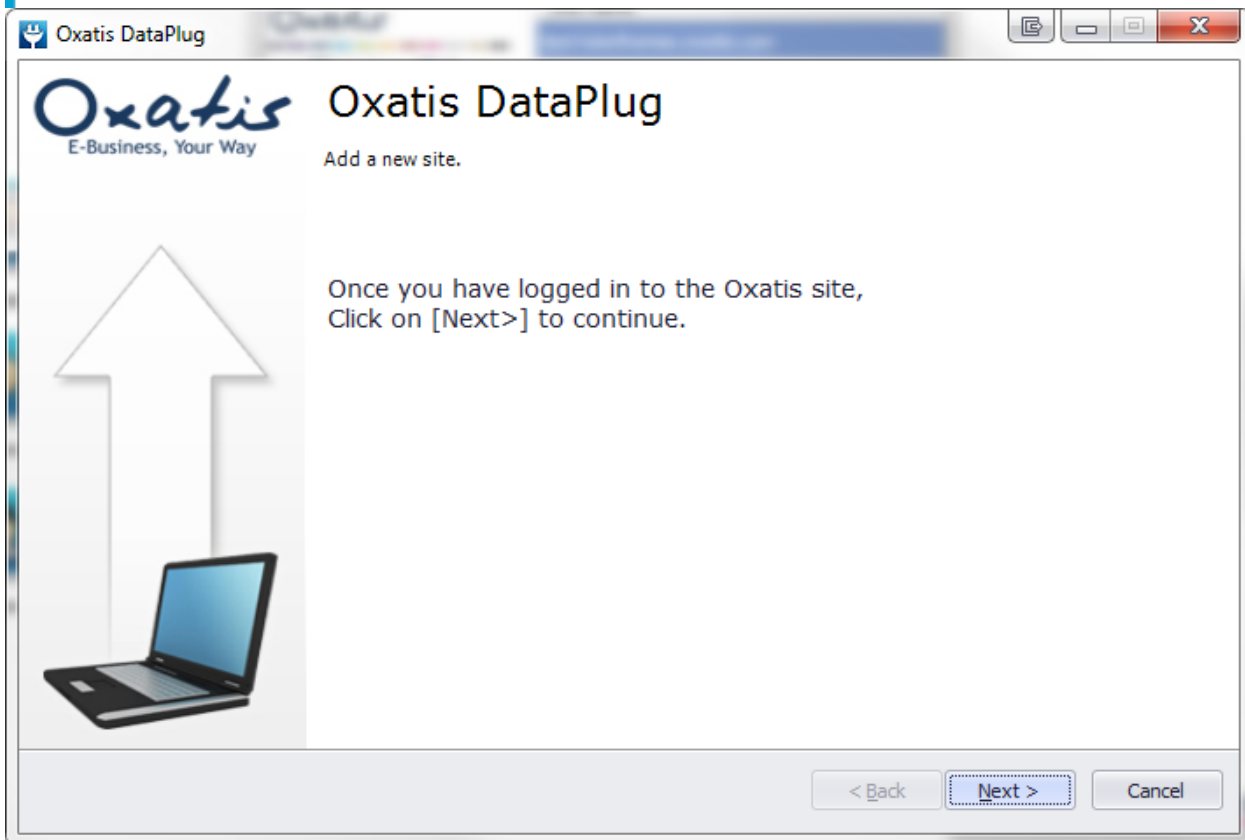 Oxatis DataPlug
Oxatis
E-Business, Your Way
Oxatis DataPlug
Add a new site.
Once you have logged in to the Oxatis site,
Click on [Next>] to continue.
< Back
Next >
Cancel